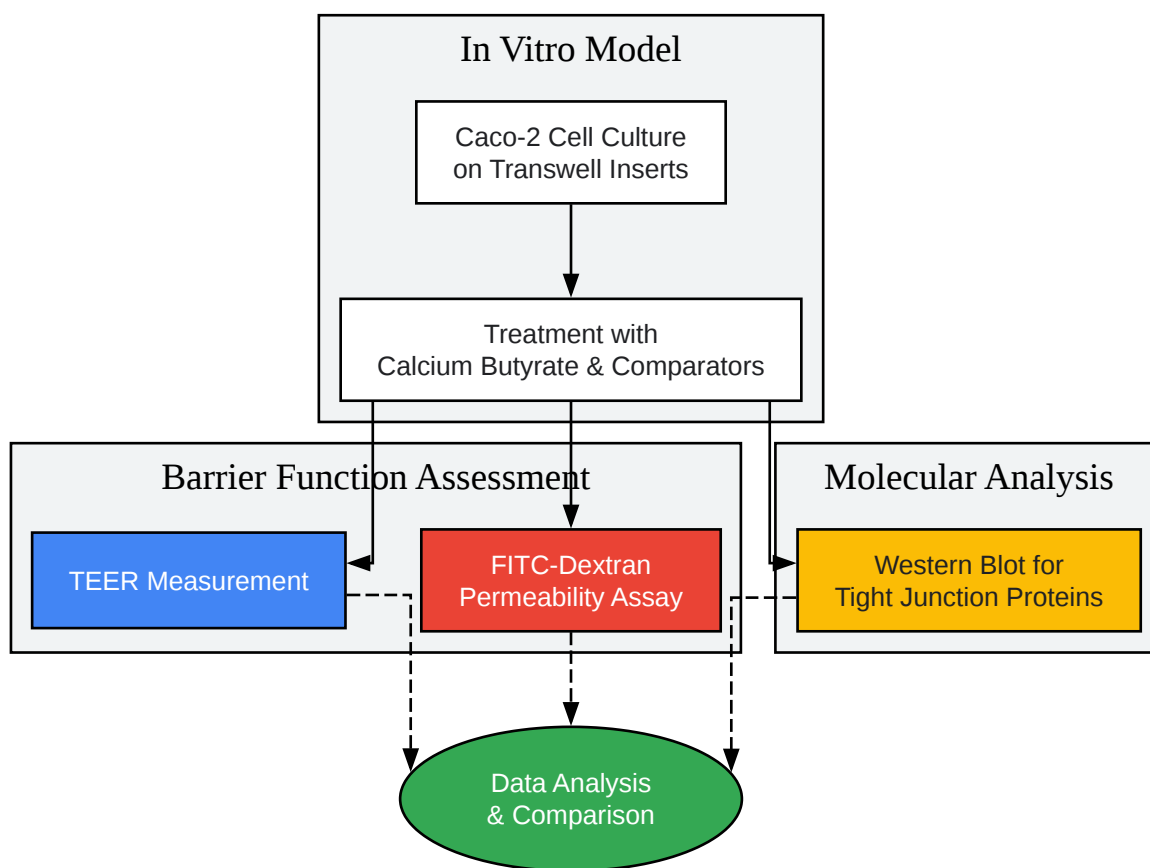 In Vitro Model
Caco-2 Cell Culture
on Transwell Inserts
Treatment with
Calcium Butyrate & Comparators
Barrier Function Assessment
Molecular Analysis
TEER Measurement
FITC-Dextran
Permeability Assay
Western Blot for
Tight Junction Proteins
Data Analysis
& Comparison